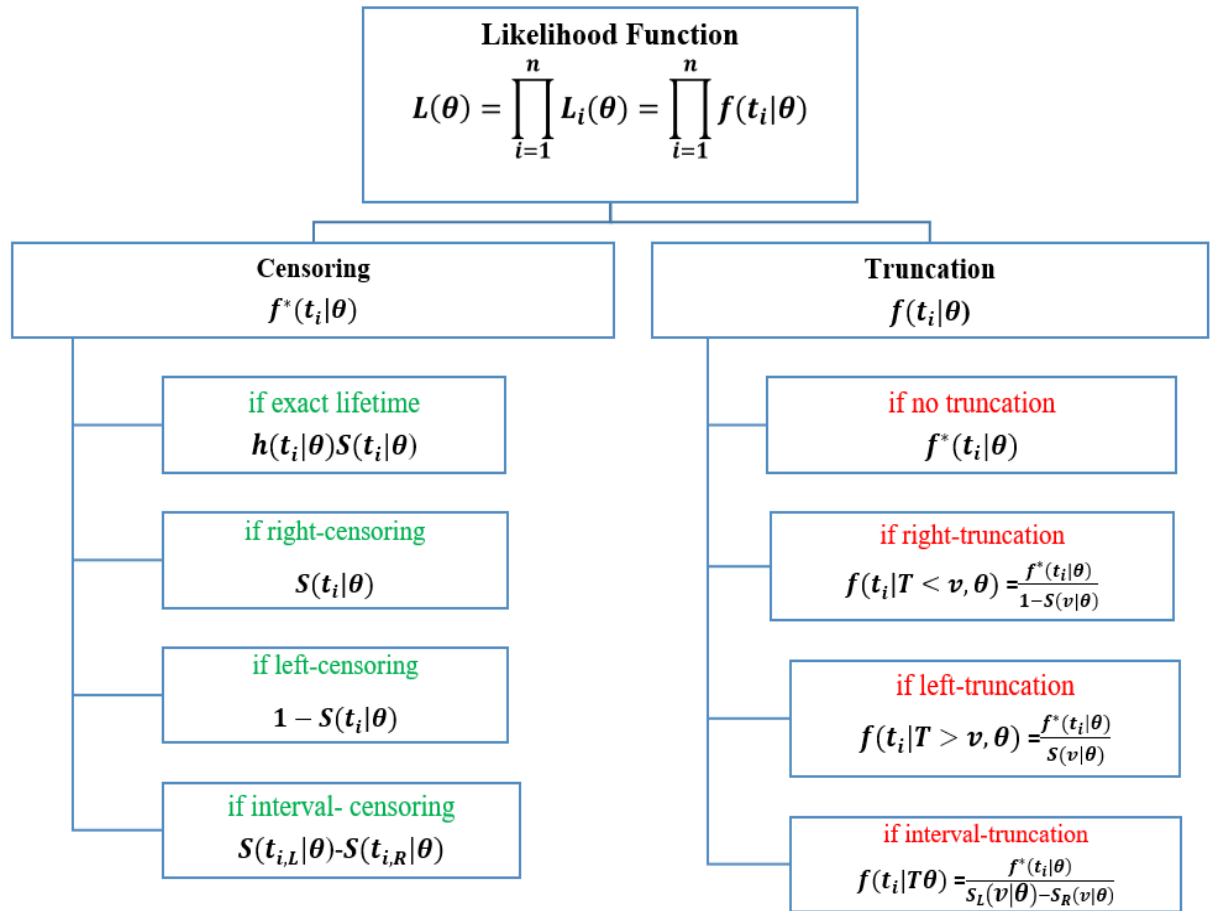 Likelihood Function
L(θ) = ∏_{i=1}^{n} L_i(θ) = ∏_{i=1}^{n} f(t_i|θ)
Censoring
f*(t_i|θ)
if exact lifetime
h(t_i|θ)S(t_i|θ)
if right-censoring
S(t_i|θ)
if left-censoring
1 − S(t_i|θ)
if interval- censoring
S(t_{i,L}|θ)-S(t_{i,R}|θ)
Truncation
f(t_i|θ)
if no truncation
f*(t_i|θ)
if right-truncation
f(t_i|T < v, θ) = f*(t_i|θ) / 1−S(v|θ)
if left-truncation
f(t_i|T > v, θ) = f*(t_i|θ) / S(v|θ)
if interval-truncation
f(t_i|Tθ) = f*(t_i|θ) / S_L(v|θ)−S_R(v|θ)